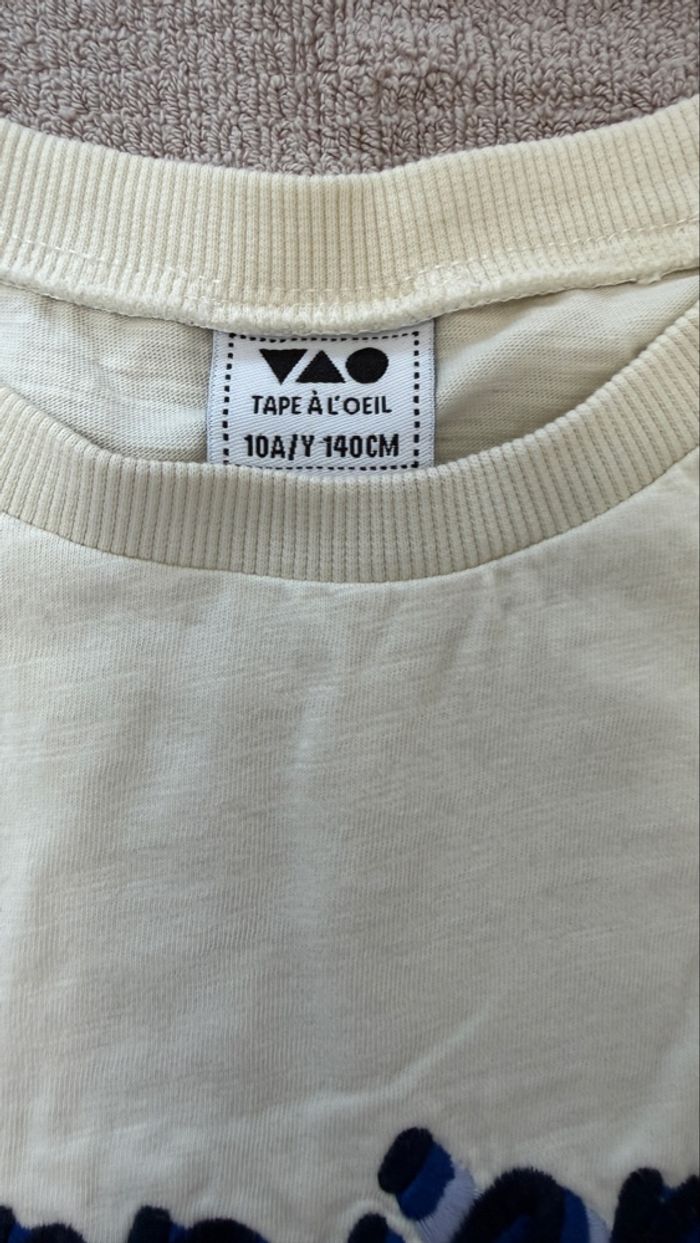 TAPE À L'OEIL
10A/Y 140CM